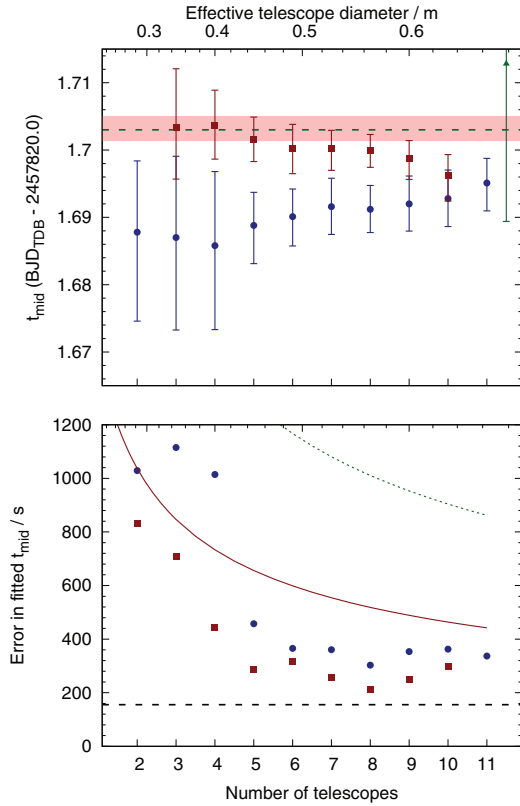 Effective telescope diameter / m
0.3 0.4 0.5 0.6
1.71
1.7
1.69
1.68
1.67
t_mid (BJD_TDB - 2457820.0)
1200
1000
800
600
400
200
0
Error in fitted t_mid / s
2 3 4 5 6 7 8 9 10 11
Number of telescopes